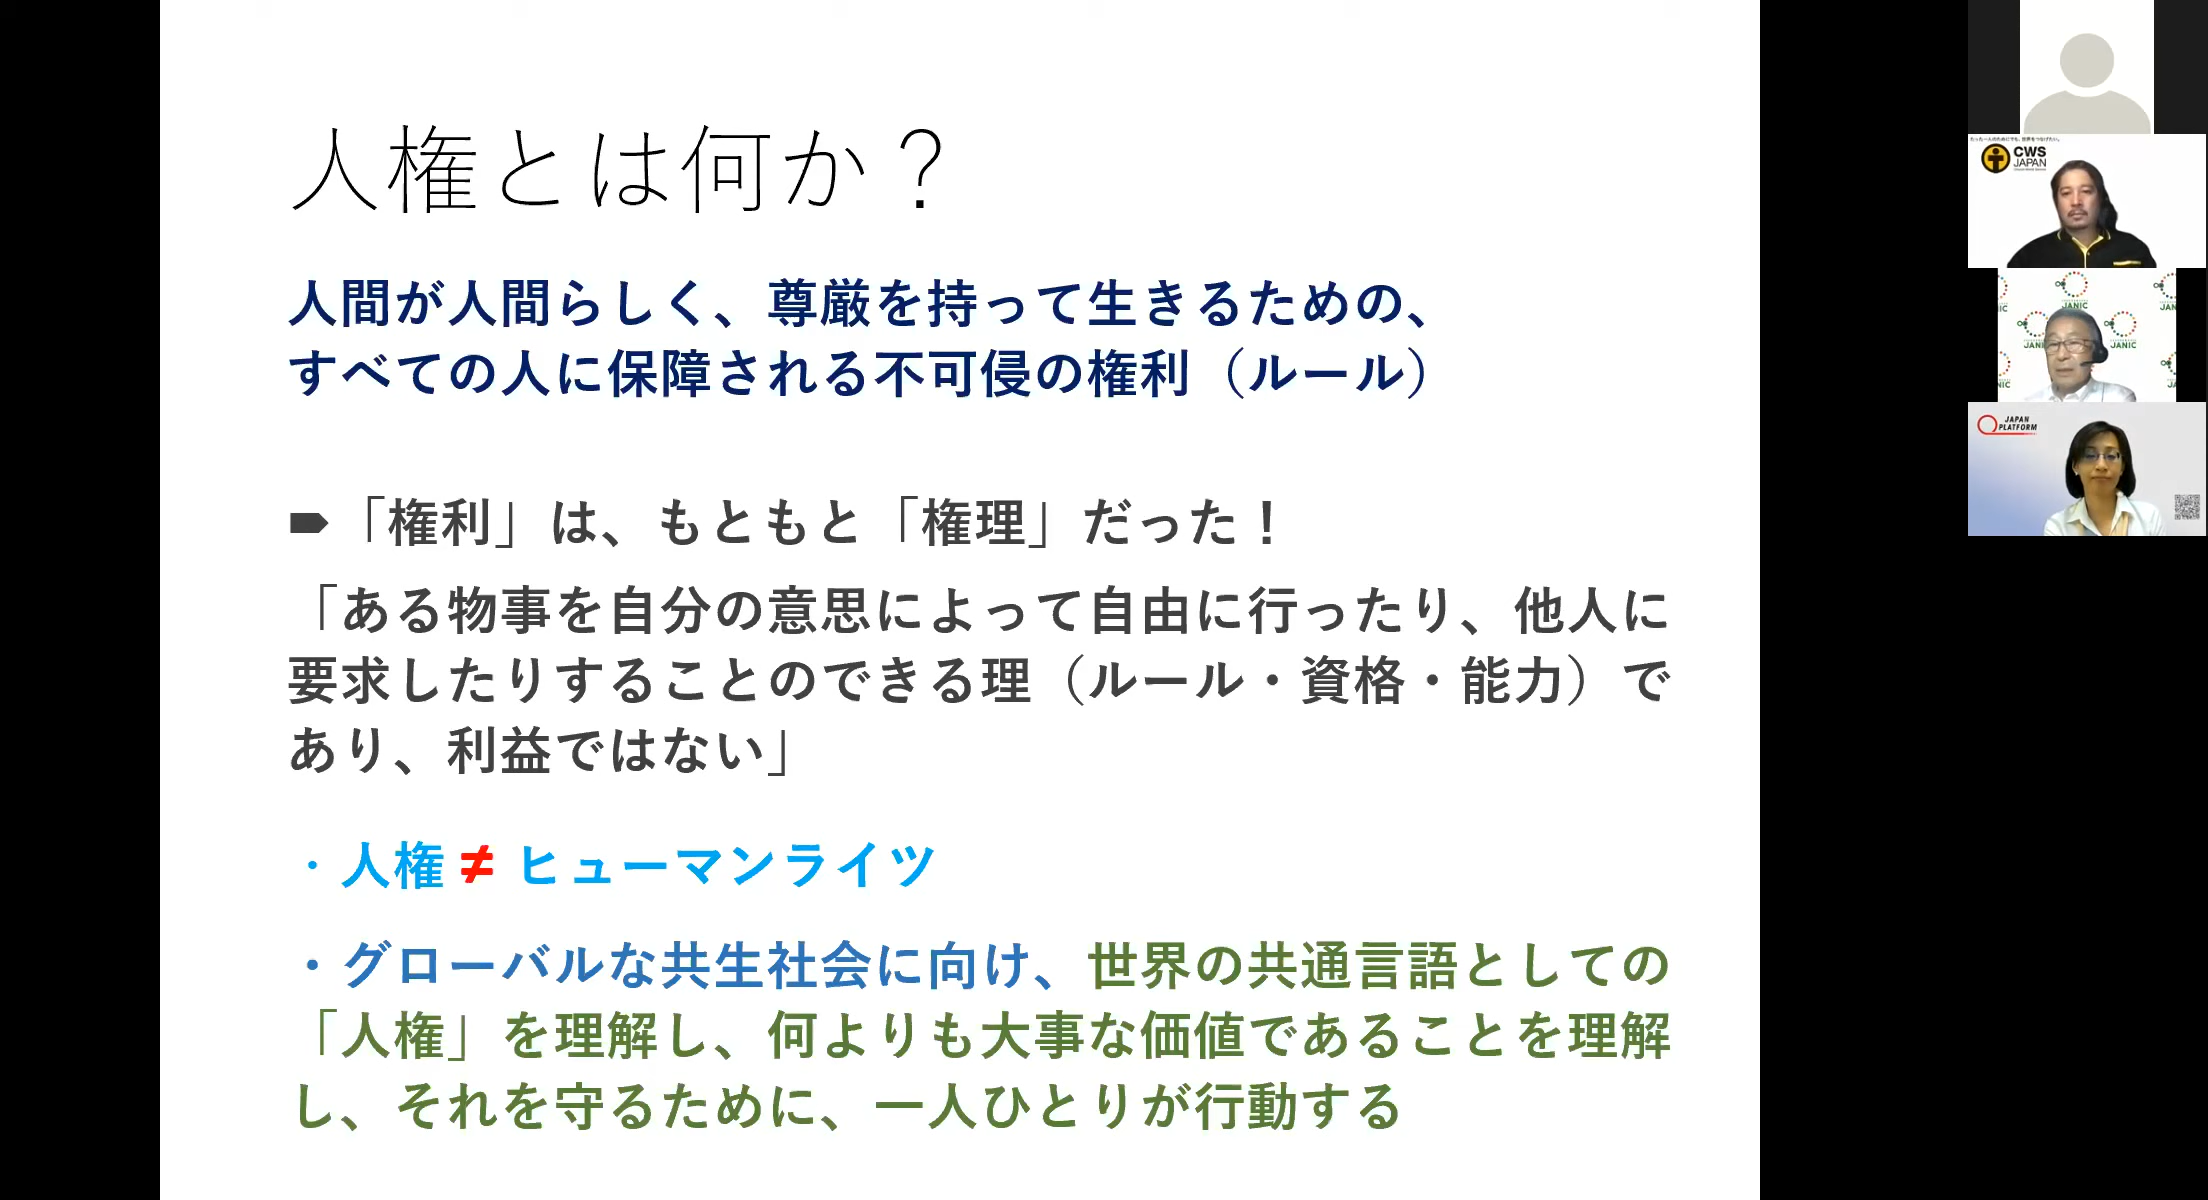 人権とは何か？
人間が人間らしく、尊厳を持って生きるための、
すべての人に保障される不可侵の権利（ルール）
「権利」は、もともと「権理」だった！
「ある物事を自分の意思によって自由に行ったり、他人に
要求したりすることのできる理（ルール・資格・能力）で
あり、利益ではない」
・人権 ≠ ヒューマンライツ
・グローバルな共生社会に向け、世界の共通言語としての
「人権」を理解し、何よりも大事な価値であることを理解
し、それを守るために、一人ひとりが行動する
CWS
JAPAN
JANIC
JANIC
JAPAN
PLATFORM